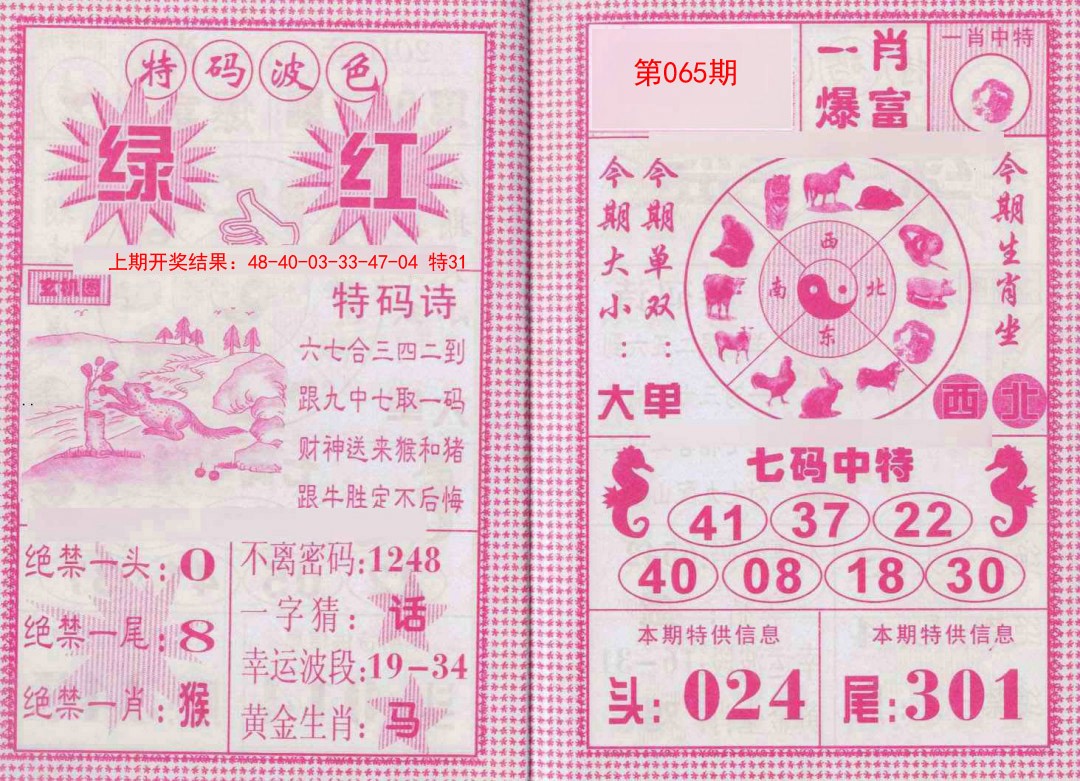 特码波色
绿 红
上期开奖结果：48-40-03-33-47-04 特31
玄机图
特码诗
六七合三四二到
跟九中七取一码
财神送来猴和猪
跟牛胜定不后悔
绝禁一头：0
绝禁一尾：8
绝禁一肖：猴
不离密码：1248
一字猜：话
幸运波段：19-34
黄金生肖：马
第065期
一肖
爆富
一肖中特
今期大小：大
今期单双：单
西
南 北
东
今期生肖坐
西北
七码中特
41 37 22
40 08 18 30
本期特供信息
头：024
本期特供信息
尾：301